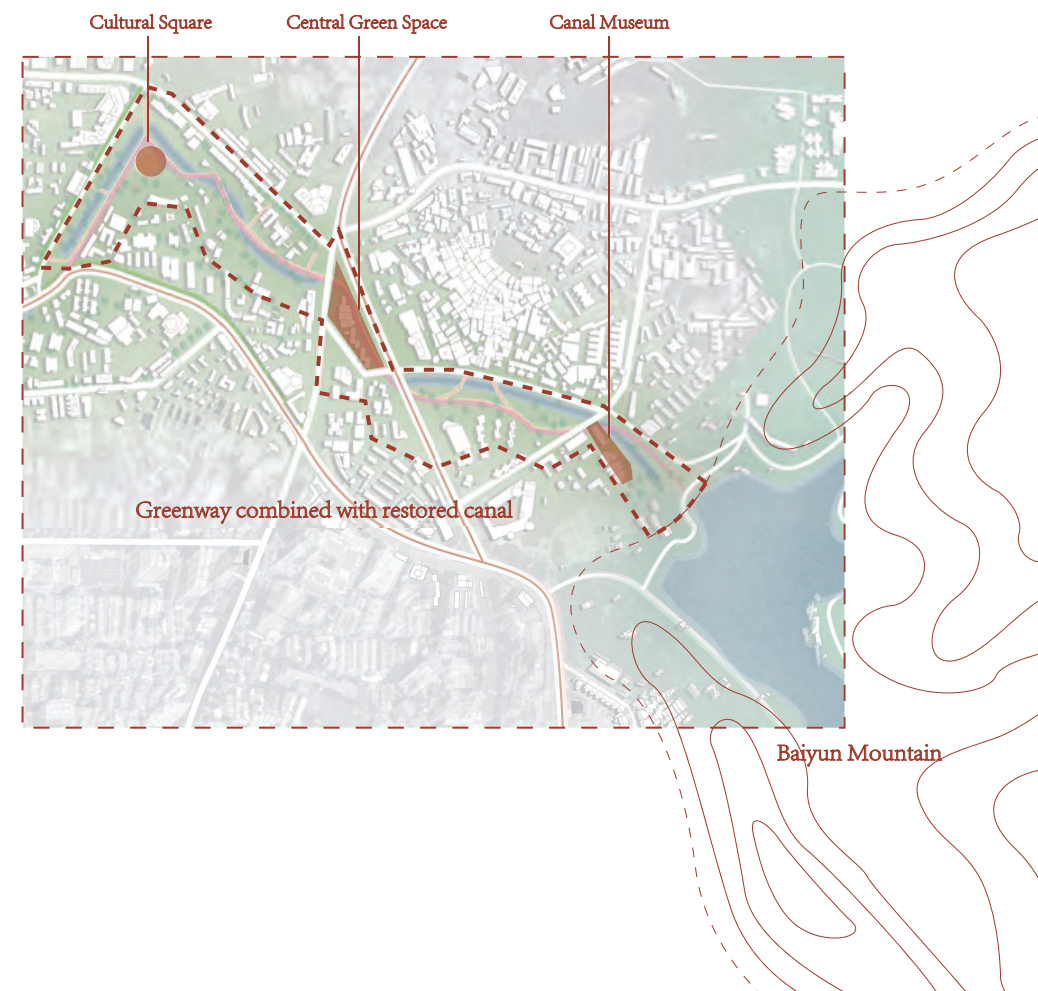 Cultural Square
Central Green Space
Canal Museum
Greenway combined with restored canal
Baiyun Mountain